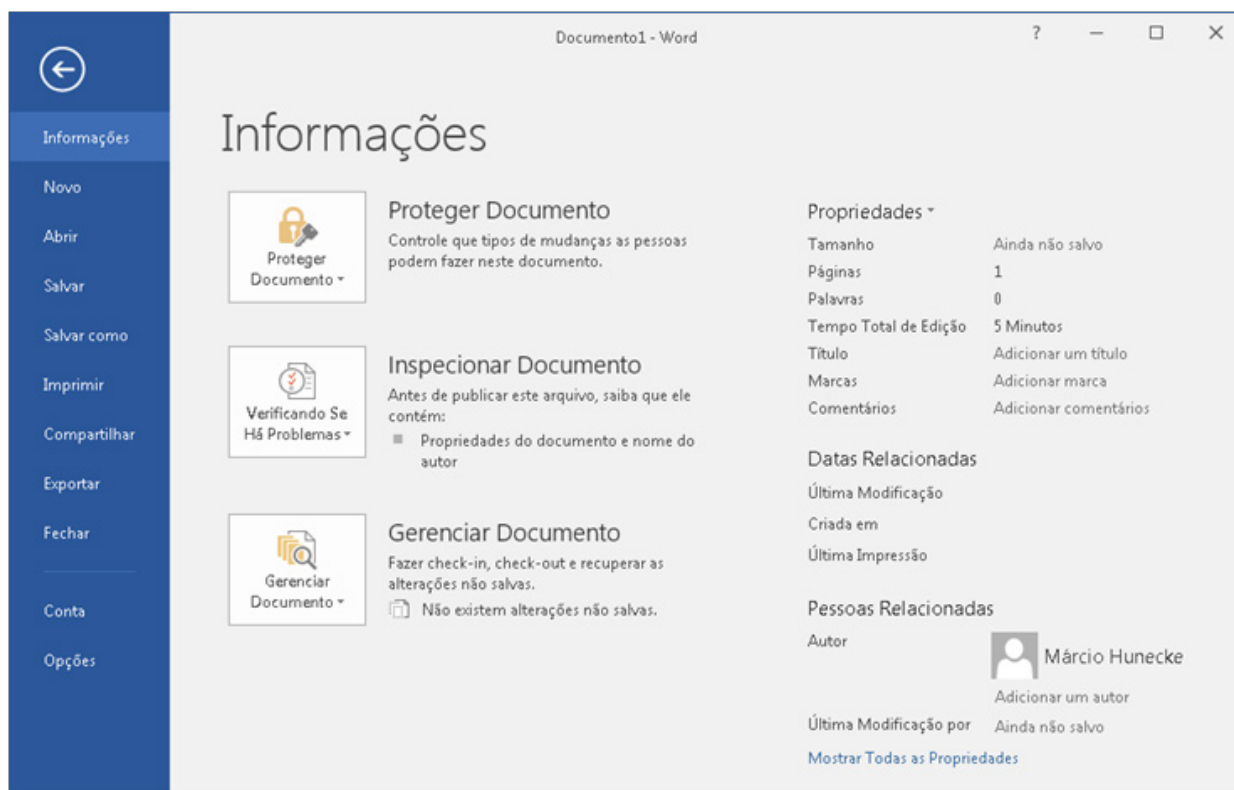 Documento1 - Word
?
Informações
Novo
Abrir
Salvar
Salvar como
Imprimir
Compartilhar
Exportar
Fechar
Conta
Opções
Informações
Proteger
Documento
Proteger Documento
Controle que tipos de mudanças as pessoas
podem fazer neste documento.
Verificando Se
Há Problemas
Inspecionar Documento
Antes de publicar este arquivo, saiba que ele
contém:
Propriedades do documento e nome do
autor
Gerenciar
Documento
Gerenciar Documento
Fazer check-in, check-out e recuperar as
alterações não salvas.
Não existem alterações não salvas.
Propriedades
Tamanho Ainda não salvo
Páginas 1
Palavras 0
Tempo Total de Edição 5 Minutos
Título Adicionar um título
Marcas Adicionar marca
Comentários Adicionar comentários
Datas Relacionadas
Última Modificação
Criada em
Última Impressão
Pessoas Relacionadas
Autor Márcio Hunecke
Adicionar um autor
Última Modificação por Ainda não salvo
Mostrar Todas as Propriedades